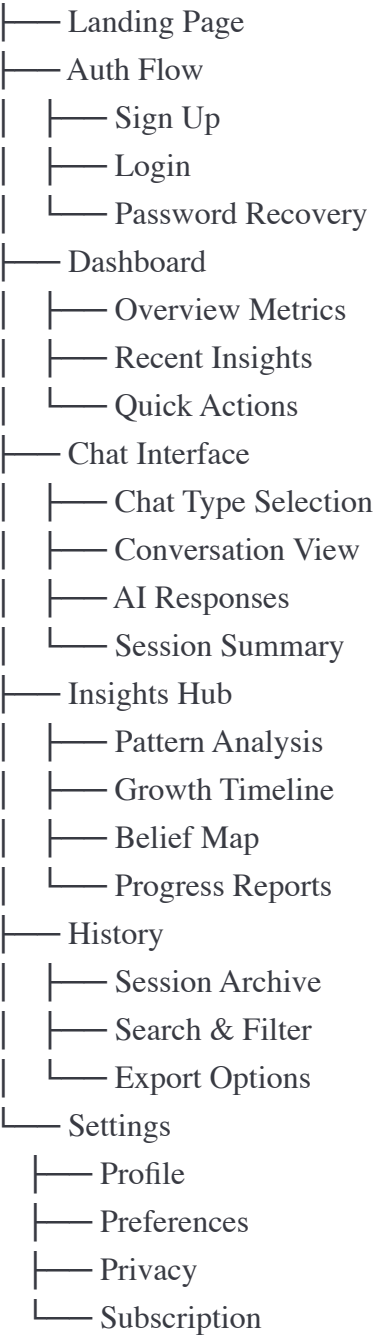 ├── Landing Page
├── Auth Flow
│   ├── Sign Up
│   ├── Login
│   └── Password Recovery
├── Dashboard
│   ├── Overview Metrics
│   ├── Recent Insights
│   └── Quick Actions
├── Chat Interface
│   ├── Chat Type Selection
│   ├── Conversation View
│   ├── AI Responses
│   └── Session Summary
├── Insights Hub
│   ├── Pattern Analysis
│   ├── Growth Timeline
│   ├── Belief Map
│   └── Progress Reports
├── History
│   ├── Session Archive
│   ├── Search & Filter
│   └── Export Options
└── Settings
    ├── Profile
    ├── Preferences
    ├── Privacy
    └── Subscription